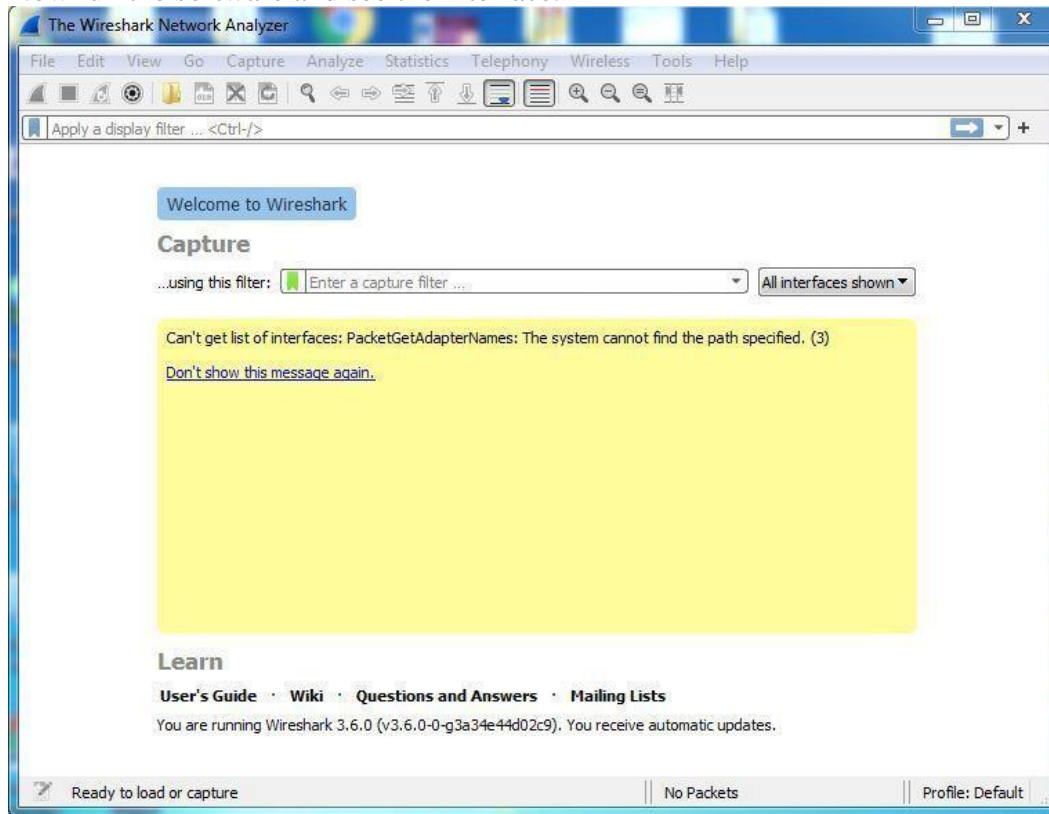 The Wireshark Network Analyzer
File Edit View Go Capture Analyze Statistics Telephony Wireless Tools Help
Apply a display filter ... <Ctrl-/>
Welcome to Wireshark
Capture
...using this filter: Enter a capture filter ... All interfaces shown
Can't get list of interfaces: PacketGetAdapterNames: The system cannot find the path specified. (3)
Don't show this message again.
Learn
User's Guide · Wiki · Questions and Answers · Mailing Lists
You are running Wireshark 3.6.0 (v3.6.0-0-g3a34e44d02c9). You receive automatic updates.
Ready to load or capture No Packets Profile: Default